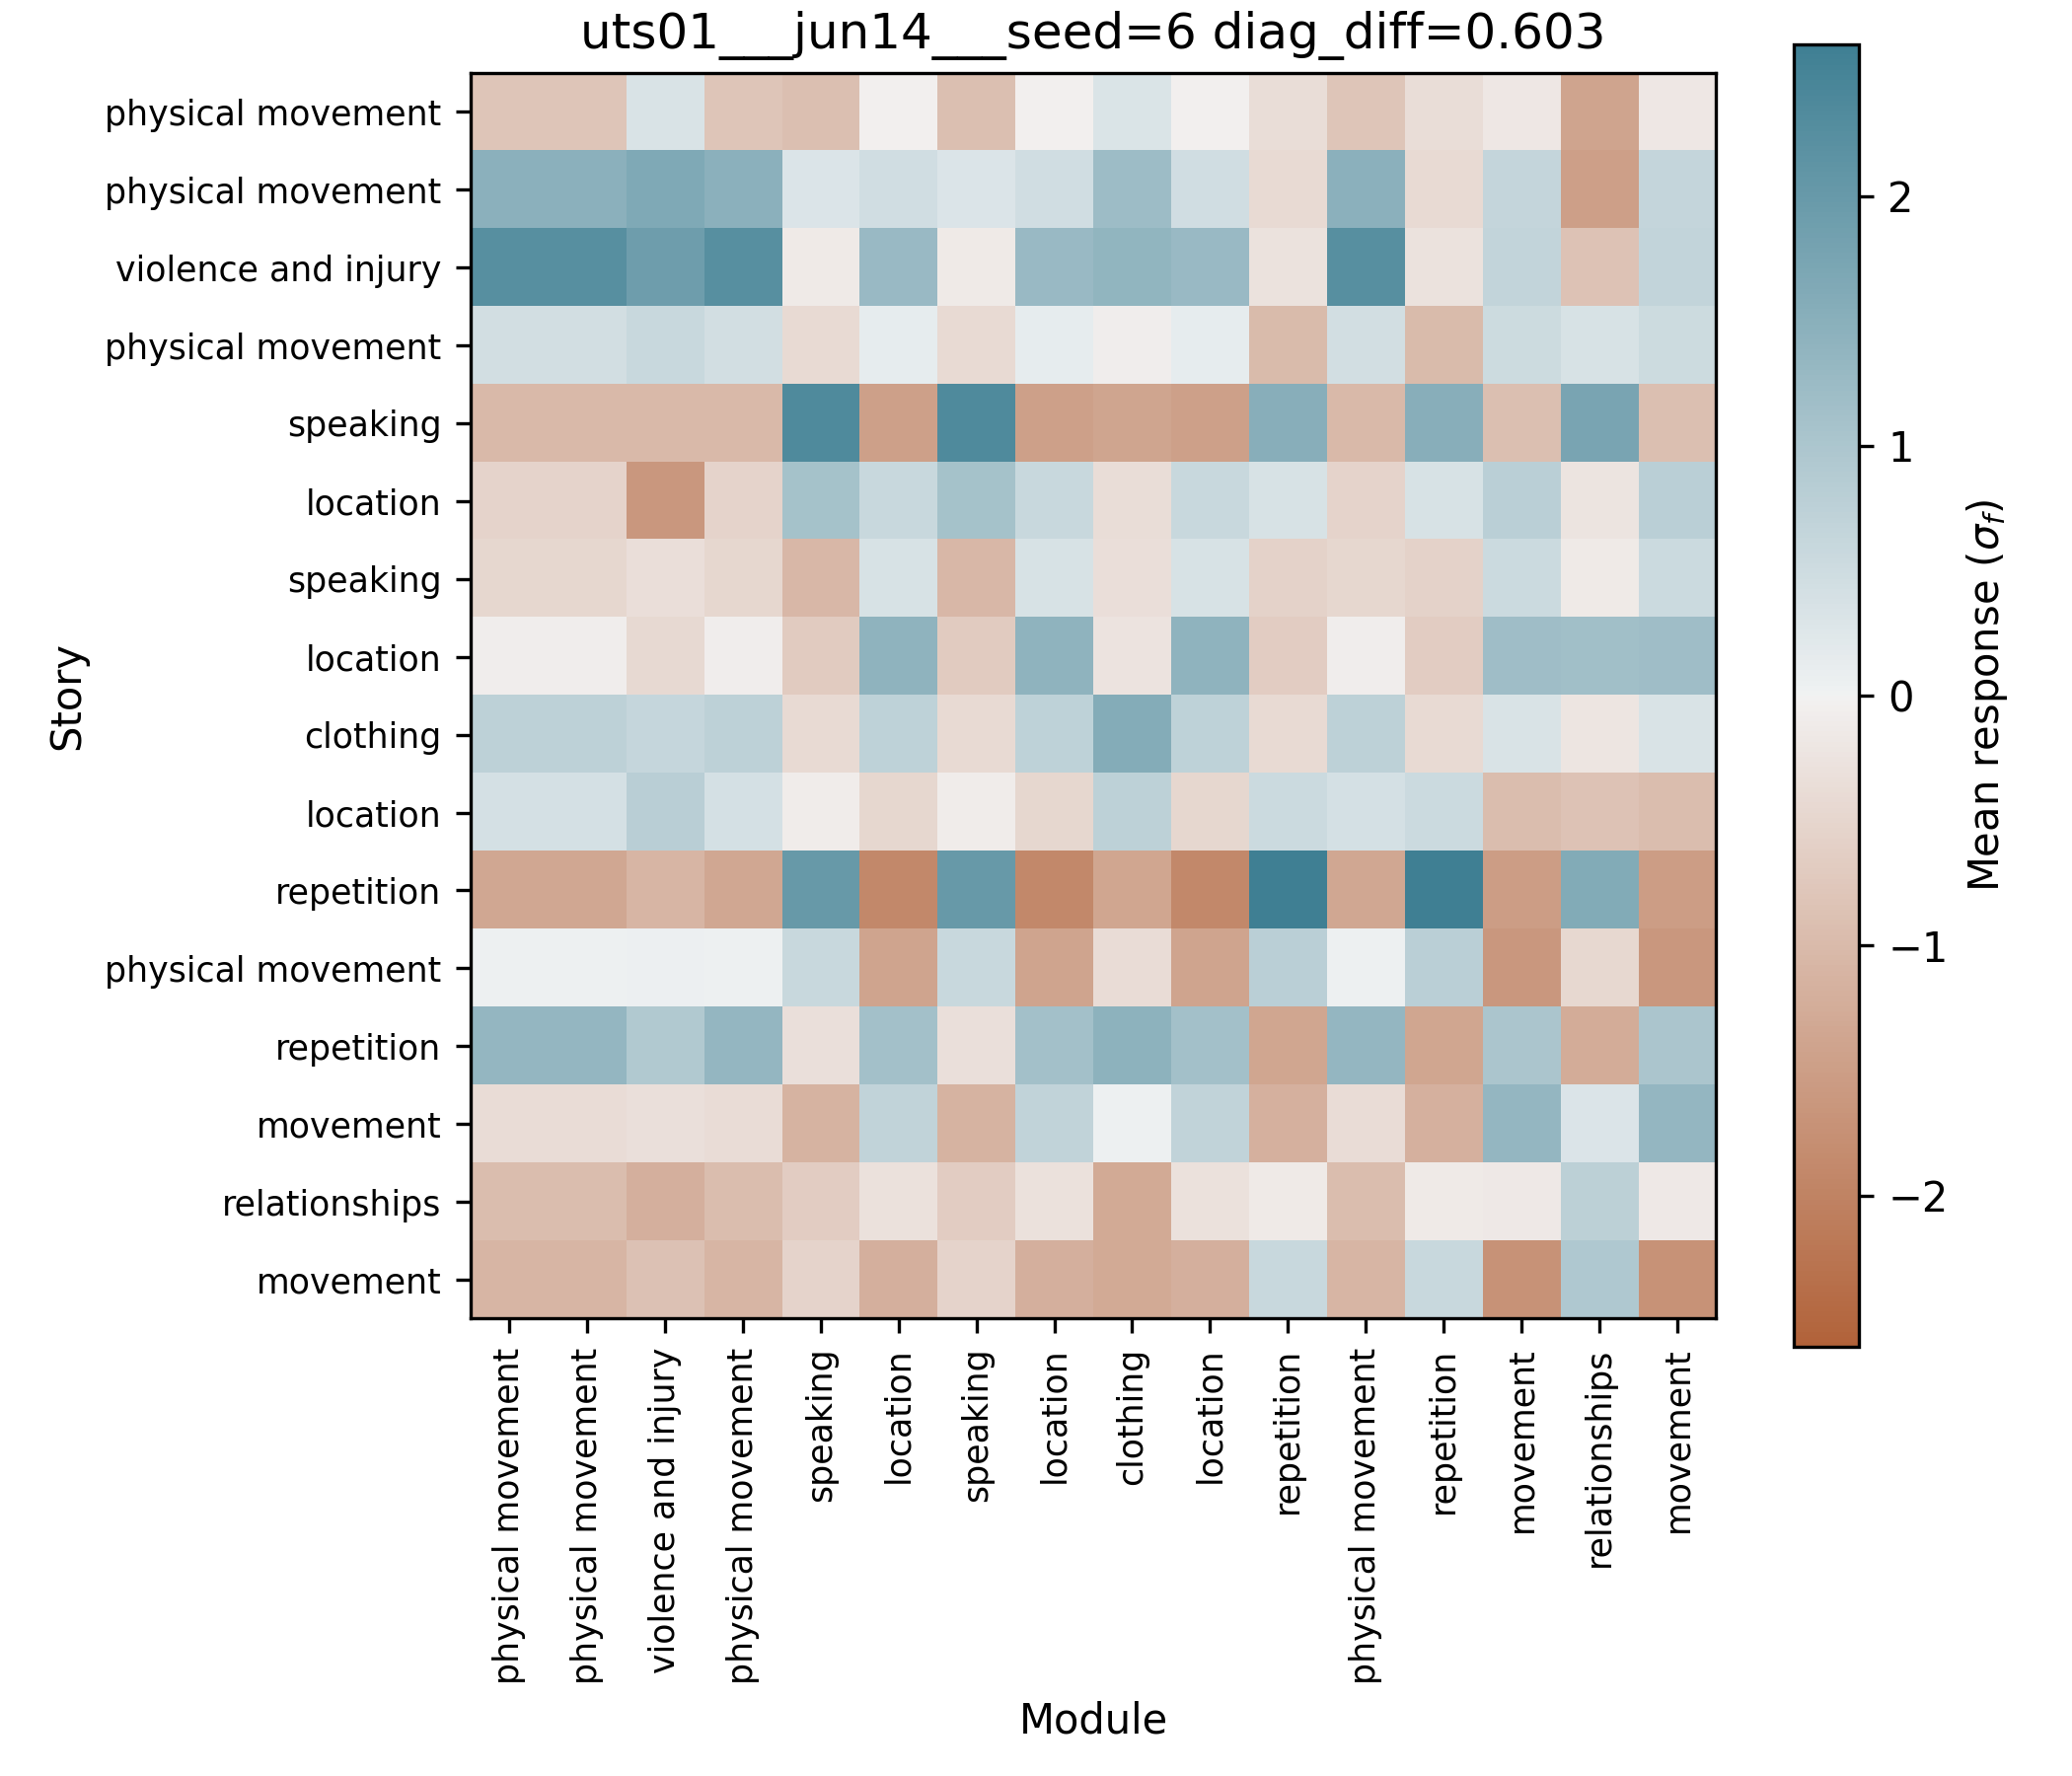 uts01___jun14___seed=6 diag_diff=0.603
physical movement
physical movement
violence and injury
physical movement
speaking
location
speaking
location
clothing
location
repetition
physical movement
repetition
movement
relationships
movement
Story
physical movement
physical movement
violence and injury
physical movement
speaking
location
speaking
location
clothing
location
repetition
physical movement
repetition
movement
relationships
movement
Module
2
1
0
−1
−2
Mean response (σ_f)